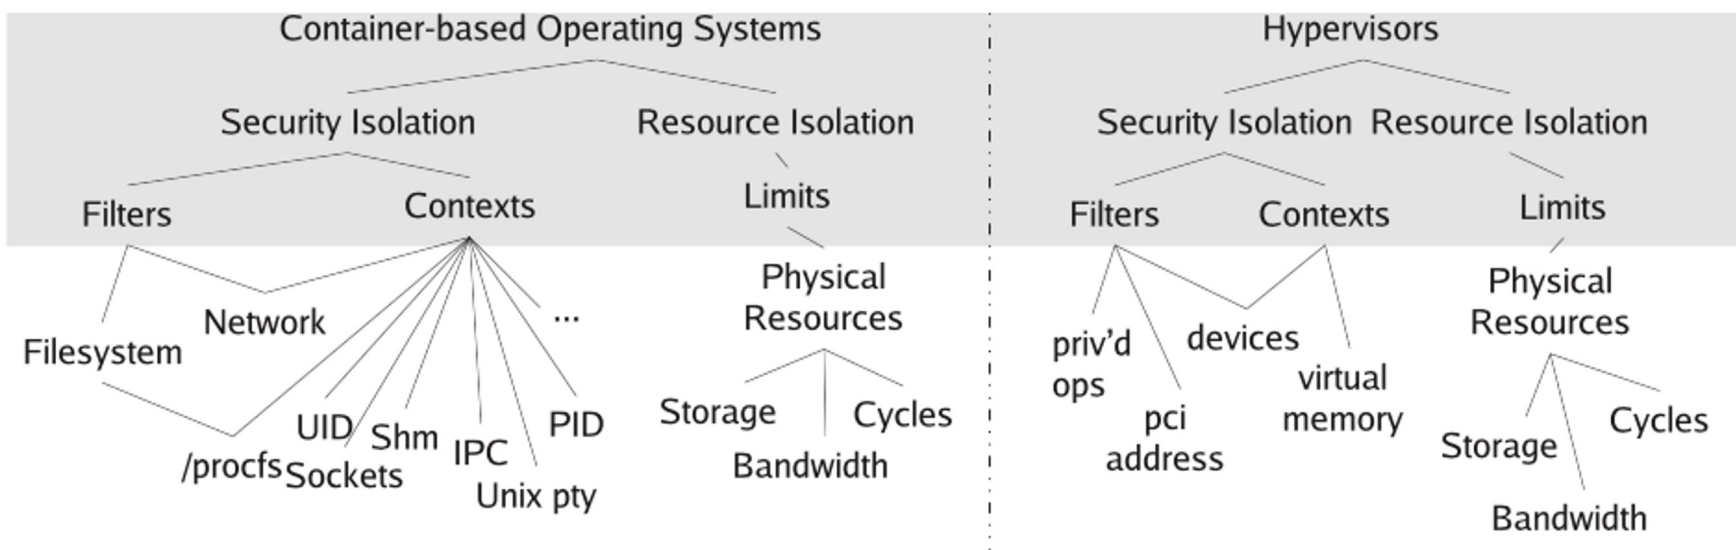 Container-based Operating Systems
Security Isolation
Resource Isolation
Filters
Contexts
Limits
Filesystem
Network
/procfs
UID
Sockets
Shm
IPC
Unix pty
PID
...
Physical
Resources
Storage
Bandwidth
Cycles
Hypervisors
Security Isolation
Resource Isolation
Filters
Contexts
Limits
priv'd
ops
pci
address
devices
virtual
memory
Physical
Resources
Storage
Bandwidth
Cycles